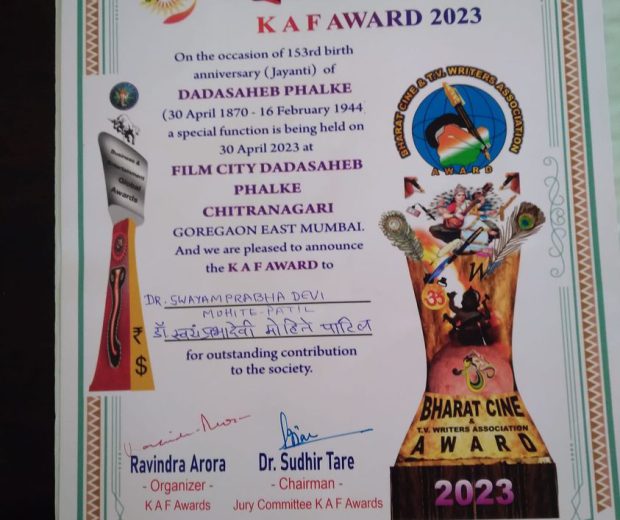 K A F AWARD 2023
On the occasion of 153rd birth
anniversary (Jayanti) of
DADASAHEB PHALKE
(30 April 1870 - 16 February 1944
a special function is being held on
30 April 2023 at
FILM CITY DADASAHEB
PHALKE
CHITRANAGARI
GOREGAON EAST MUMBAI.
And we are pleased to announce
the K A F AWARD to
DR. SWAYAMPRABHA DEVI
MOHITE-PATIL
डॉ स्वयंप्रभादेवी मोहिते पाटिल
for outstanding contribution
to the society.
Ravindra Arora
- Organizer -
K A F Awards
Dr. Sudhir Tare
- Chairman -
Jury Committee K A F Awards
Business &
Entertainment
Global
Awards
₹
$
BHARAT CINE & T.V. WRITERS ASSOCIATION
AWARD
W
ॐ
BHARAT CINE
&
T.V. WRITERS ASSOCIATION
AWARD
2023